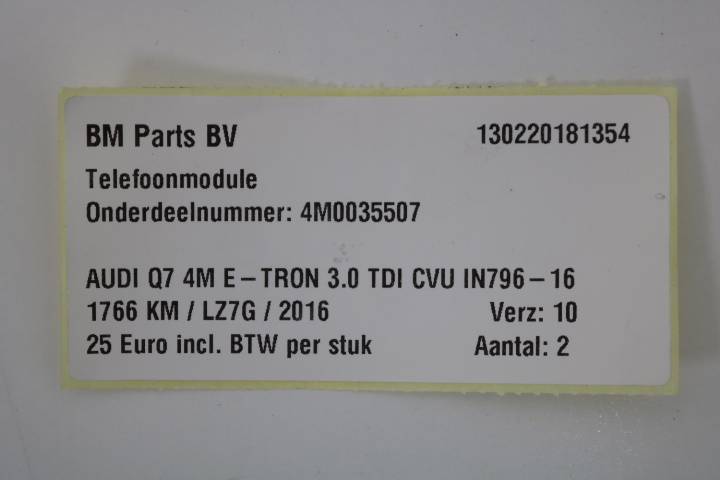 BM Parts BV 130220181354
Telefoonmodule
Onderdeelnummer: 4M0035507
AUDI Q7 4M E-TRON 3.0 TDI CVU IN796-16
1766 KM / LZ7G / 2016 Verz: 10
25 Euro incl. BTW per stuk Aantal: 2